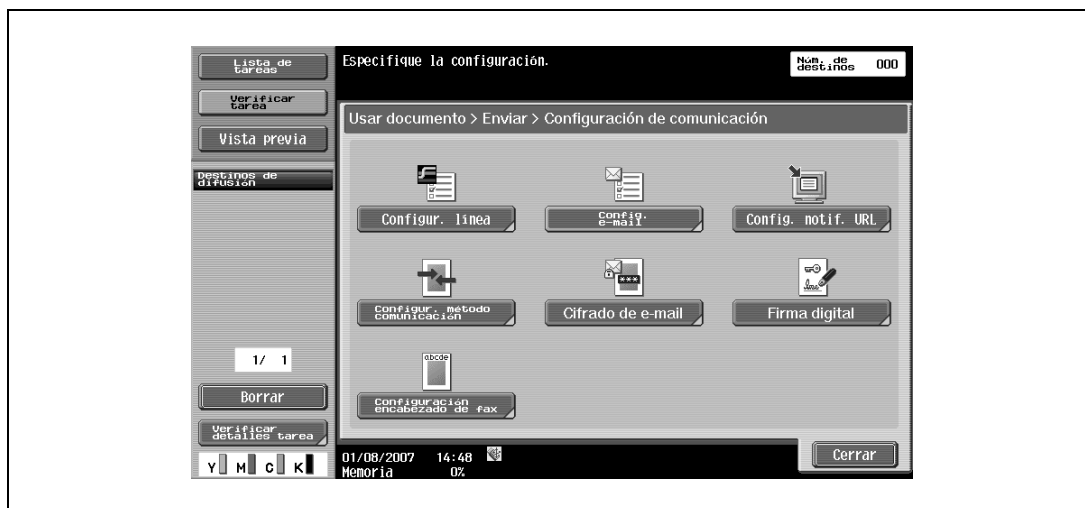 Lista de
tareas
Especifique la configuración.
Núm. de
destinos
000
Verificar
tarea
Usar documento > Enviar > Configuración de comunicación
Vista previa
Destinos de
difusión
Configur. línea
Config.
e-mail
Config. notif. URL
Configur. método
comunicación
Cifrado de e-mail
Firma digital
abcde
1/ 1
Borrar
Configuración
encabezado de fax
Verificar
detalles tarea
Y M C K
01/08/2007 14:48
Memoria 0%
Cerrar